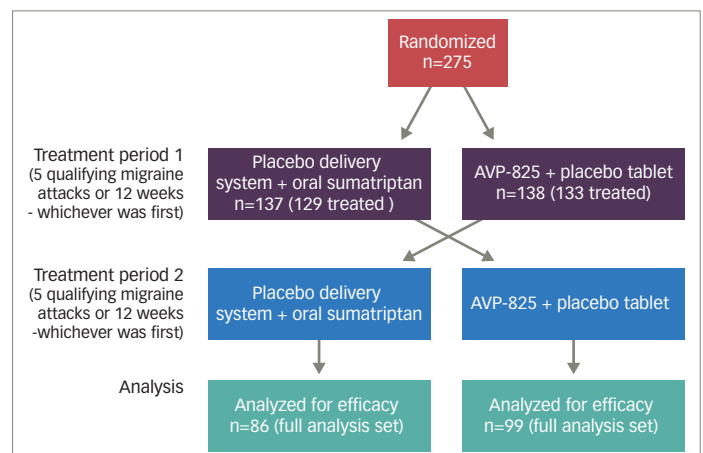 Randomized
n=275
Treatment period 1
(5 qualifying migraine
attacks or 12 weeks
- whichever was first)
Placebo delivery
system + oral sumatriptan
n=137 (129 treated )
AVP-825 + placebo tablet
n=138 (133 treated)
Treatment period 2
(5 qualifying migraine
attacks or 12 weeks
-whichever was first)
Placebo delivery
system + oral sumatriptan
AVP-825 + placebo tablet
Analysis
Analyzed for efficacy
n=86 (full analysis set)
Analyzed for efficacy
n=99 (full analysis set)